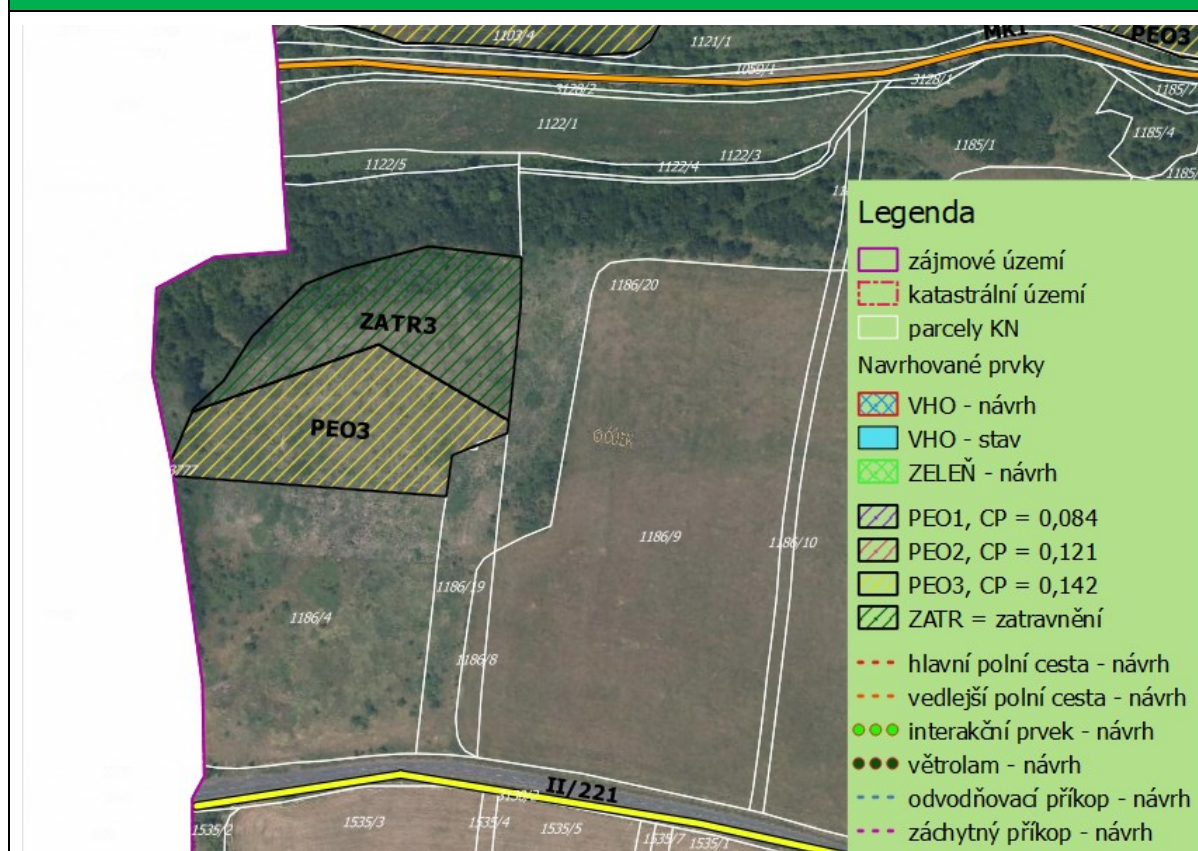 1103/4
1121/1
MK1
PEO3
1059/1
3128/2
3128/1
1185/7
1122/1
1185/4
1185/1
1122/5
1122/4
1122/3
1185/
ZATR3
PEO3
3777
1186/20
©ČÚZK
1186/9
1186/10
1186/19
1186/4
1186/8
II/221
1535/2
1535/3
1535/4
1535/5
1535/7
1535/1
Legenda
zájmové území
katastrální území
parcely KN
Navrhované prvky
VHO - návrh
VHO - stav
ZELEŇ - návrh
PEO1, CP = 0,084
PEO2, CP = 0,121
PEO3, CP = 0,142
ZATR = zatravnění
hlavní polní cesta - návrh
vedlejší polní cesta - návrh
interakční prvek - návrh
větrolam - návrh
odvodňovací příkop - návrh
záchytný příkop - návrh